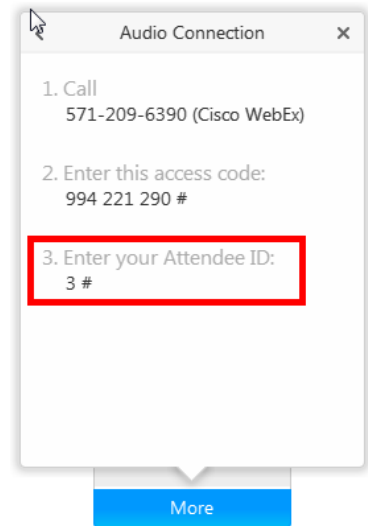 Audio Connection ×
1. Call
571-209-6390 (Cisco WebEx)
2. Enter this access code:
994 221 290 #
3. Enter your Attendee ID:
3 #
More